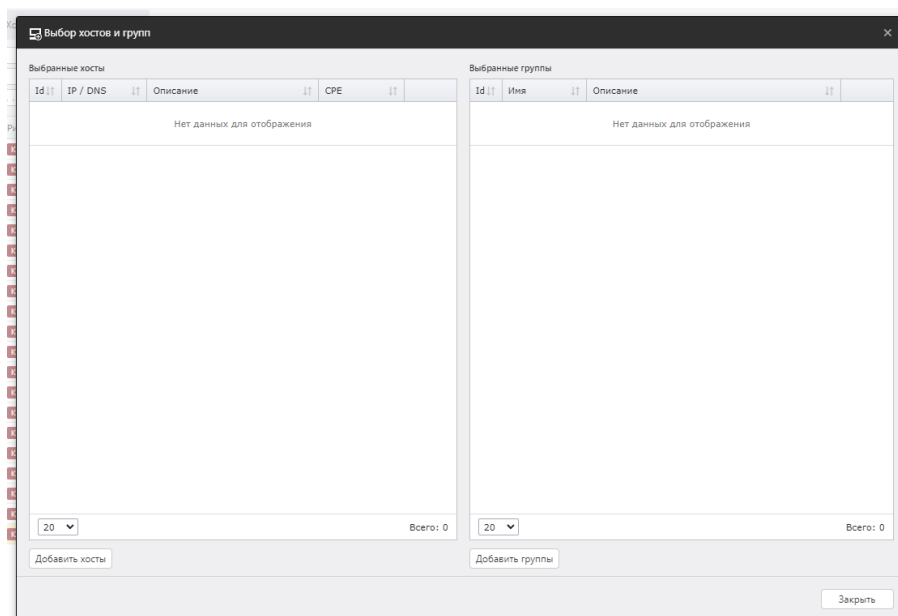 Выбор хостов и групп
Выбранные хосты
Id IP / DNS Описание CPE
Нет данных для отображения
20 Всего: 0
Добавить хосты
Выбранные группы
Id Имя Описание
Нет данных для отображения
20 Всего: 0
Добавить группы
Закрыть